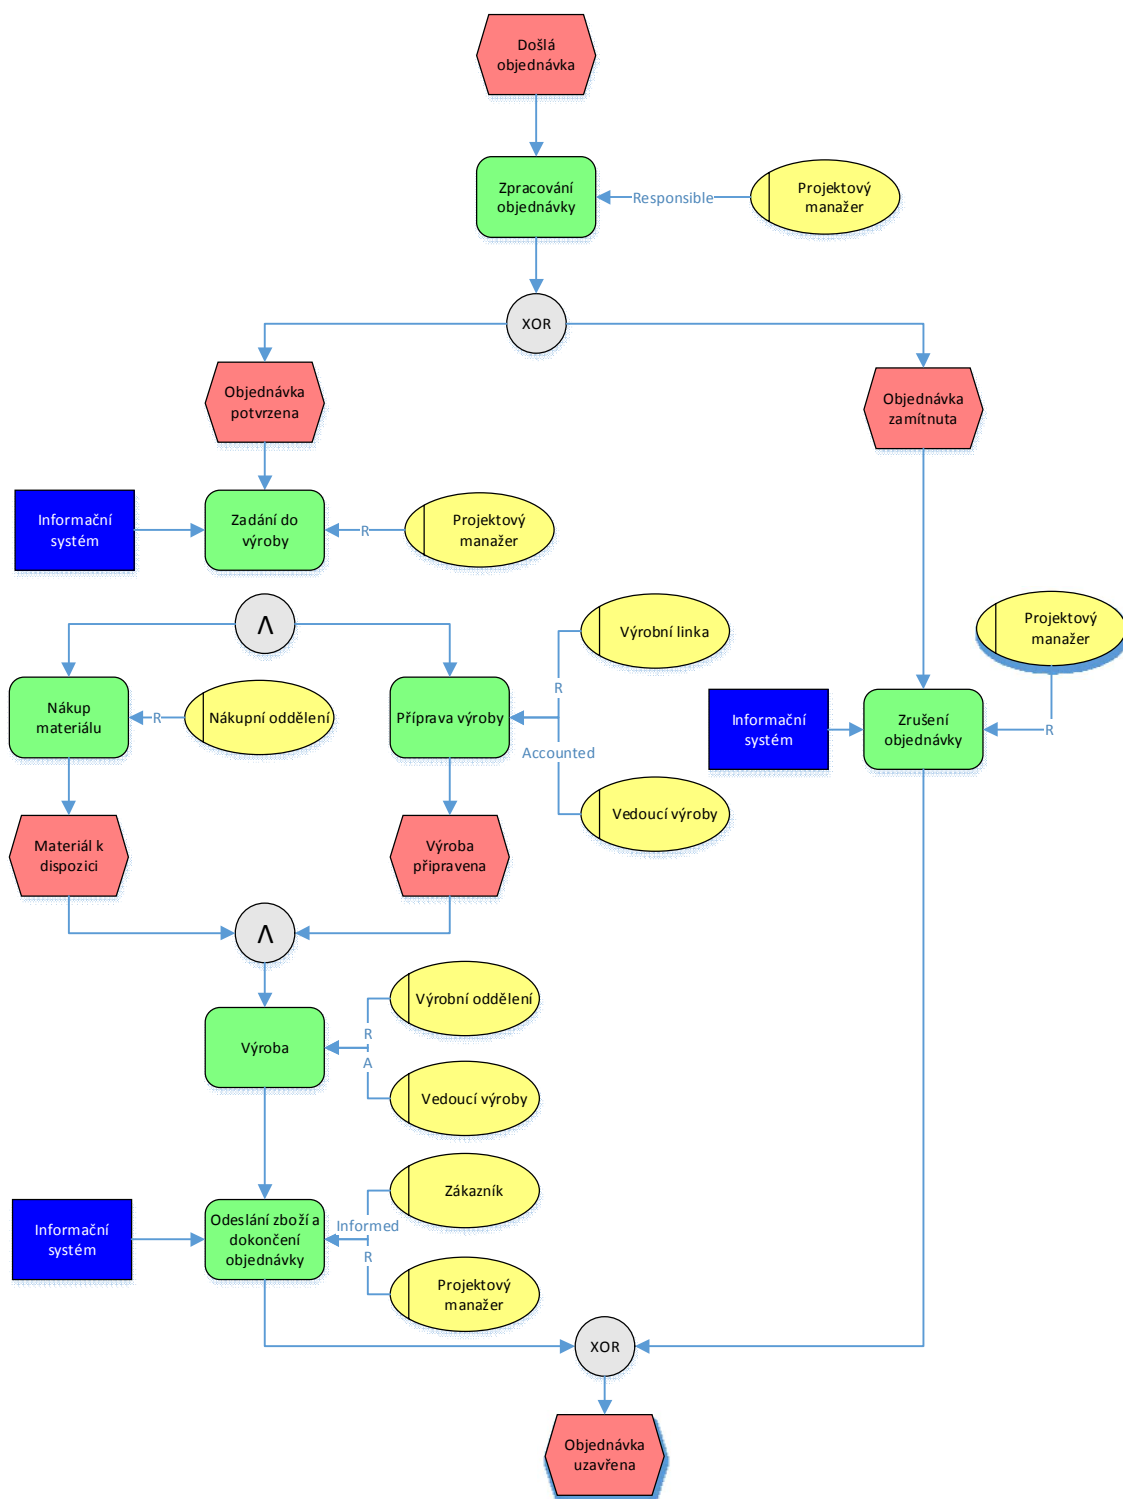 Došlá
objednávka
Zpracování
objednávky
Responsible
Projektový
manažer
XOR
Objednávka
potvrzena
Objednávka
zamítnuta
Informační
systém
Zadání do
výroby
R
Projektový
manažer
Λ
Výrobní linka
Projektový
manažer
Nákup
materiálu
R
Nákupní oddělení
Příprava výroby
R
Accounted
Informační
systém
Zrušení
objednávky
R
Vedoucí výroby
Materiál k
dispozici
Výroba
připravena
Λ
Výrobní oddělení
Výroba
R
A
Vedoucí výroby
Zákazník
Informační
systém
Odeslání zboží a
dokončení
objednávky
Informed
R
Projektový
manažer
XOR
Objednávka
uzavřena